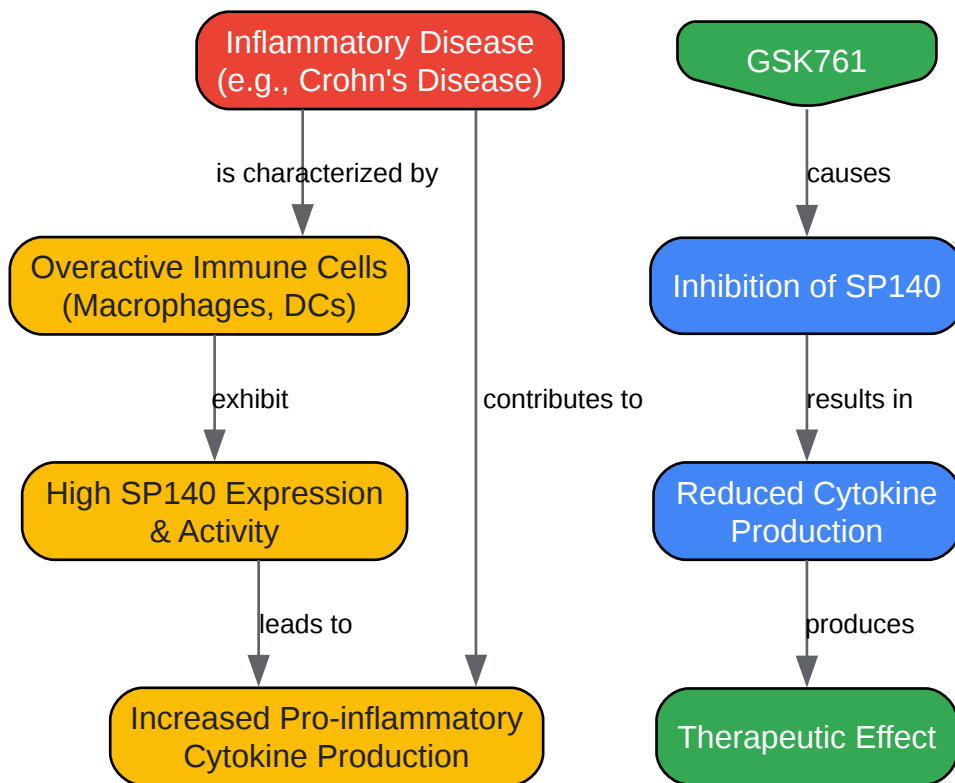 Inflammatory Disease
(e.g., Crohn's Disease)
GSK761
is characterized by
causes
Overactive Immune Cells
(Macrophages, DCs)
Inhibition of SP140
exhibit
contributes to
results in
High SP140 Expression
& Activity
Reduced Cytokine
Production
leads to
produces
Increased Pro-inflammatory
Cytokine Production
Therapeutic Effect